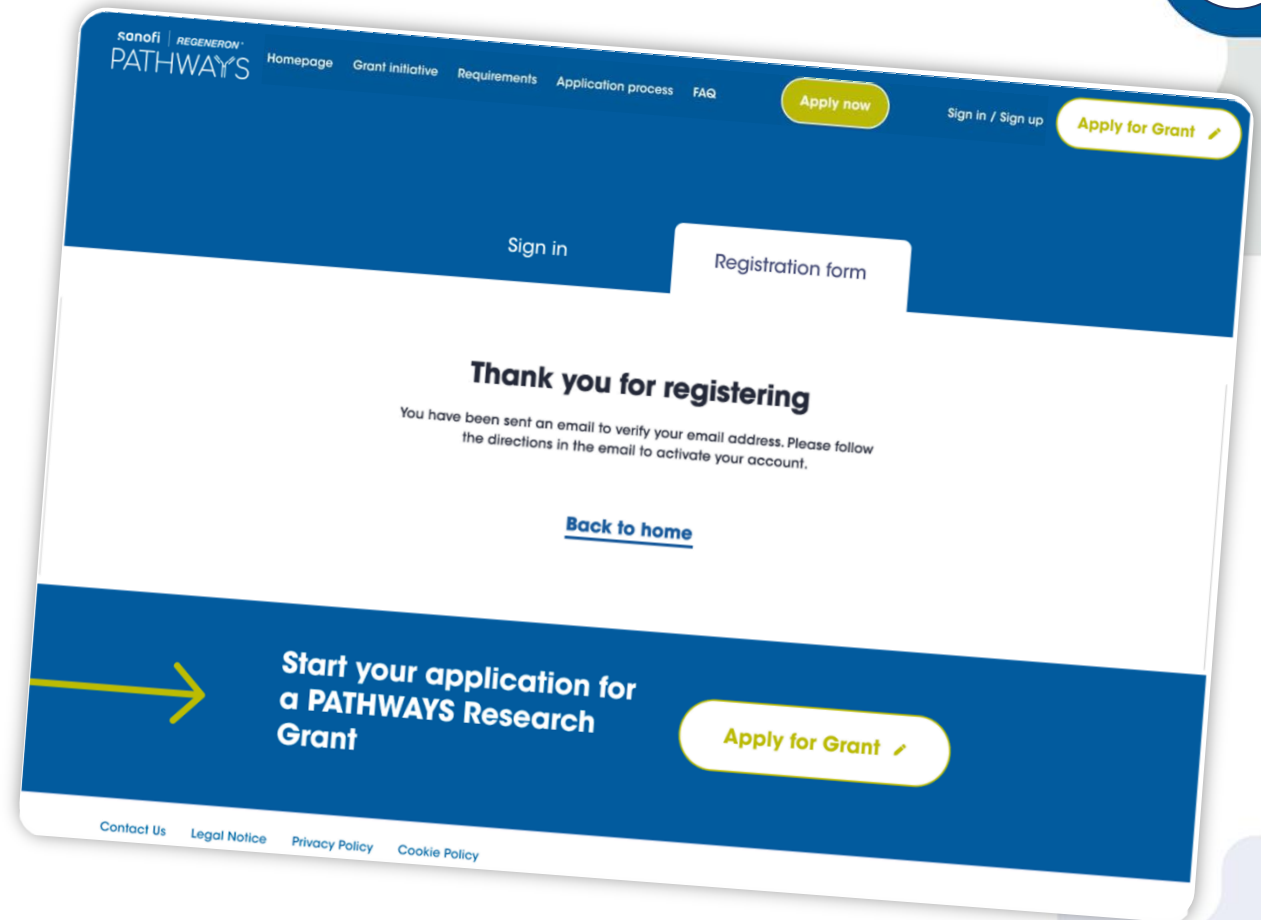 sanofi | REGENERON
PATHWAYS
Homepage Grant initiative Requirements Application process FAQ Apply now Sign in / Sign up Apply for Grant
Sign in Registration form
Thank you for registering
You have been sent an email to verify your email address. Please follow
the directions in the email to activate your account.
Back to home
Start your application for
a PATHWAYS Research
Grant
Apply for Grant
Contact Us Legal Notice Privacy Policy Cookie Policy